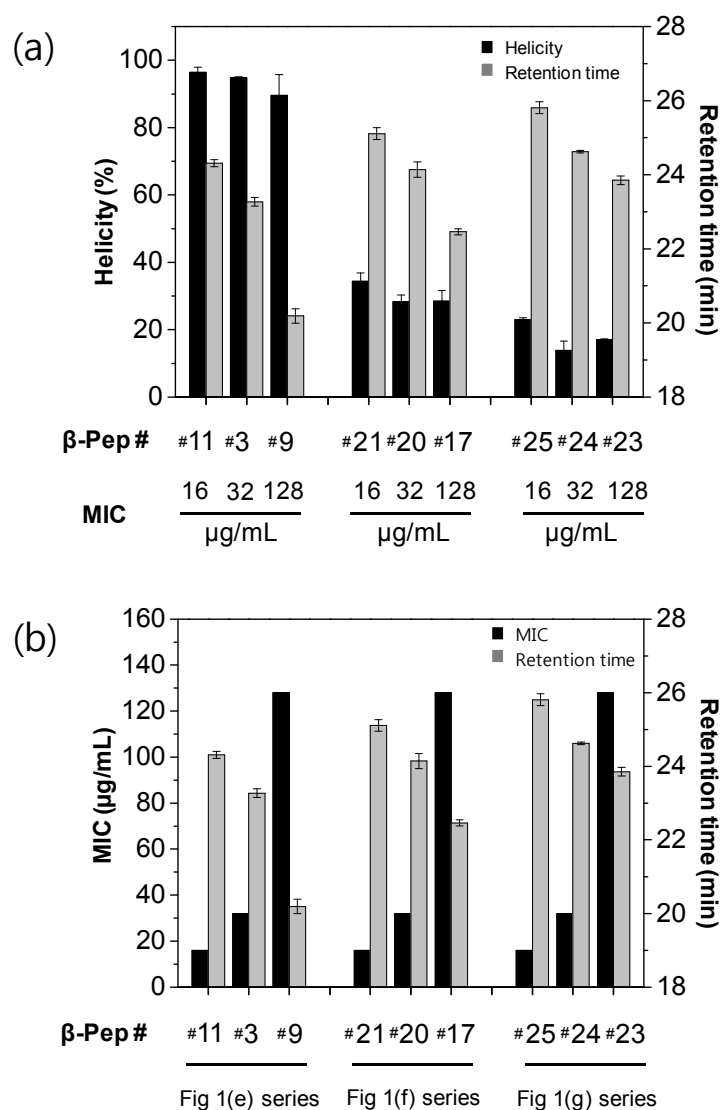 (a)
Helicity
Retention time
100
80
60
40
20
0
Helicity (%)
28
26
24
22
20
18
Retention time (min)
β-Pep # #11 #3 #9 #21 #20 #17 #25 #24 #23
MIC 16 32 128 16 32 128 16 32 128
µg/mL µg/mL µg/mL
(b)
MIC
Retention time
160
140
120
100
80
60
40
20
0
MIC (µg/mL)
28
26
24
22
20
18
Retention time (min)
β-Pep # #11 #3 #9 #21 #20 #17 #25 #24 #23
Fig 1(e) series Fig 1(f) series Fig 1(g) series